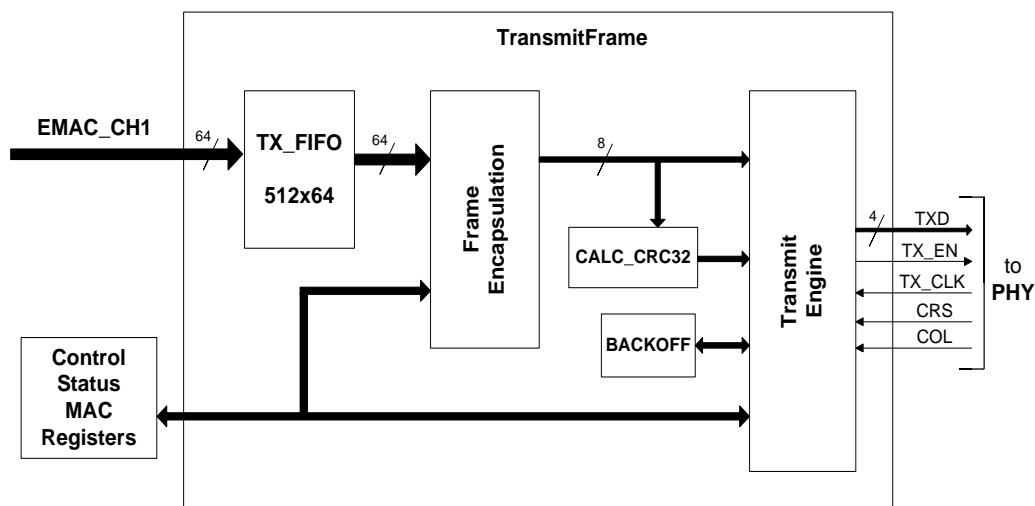 TransmitFrame
EMAC_CH1
64
TX_FIFO
512x64
64
Frame
Encapsulation
8
CALC_CRC32
BACKOFF
Transmit
Engine
4
TXD
TX_EN
TX_CLK
CRS
COL
to
PHY
Control
Status
MAC
Registers